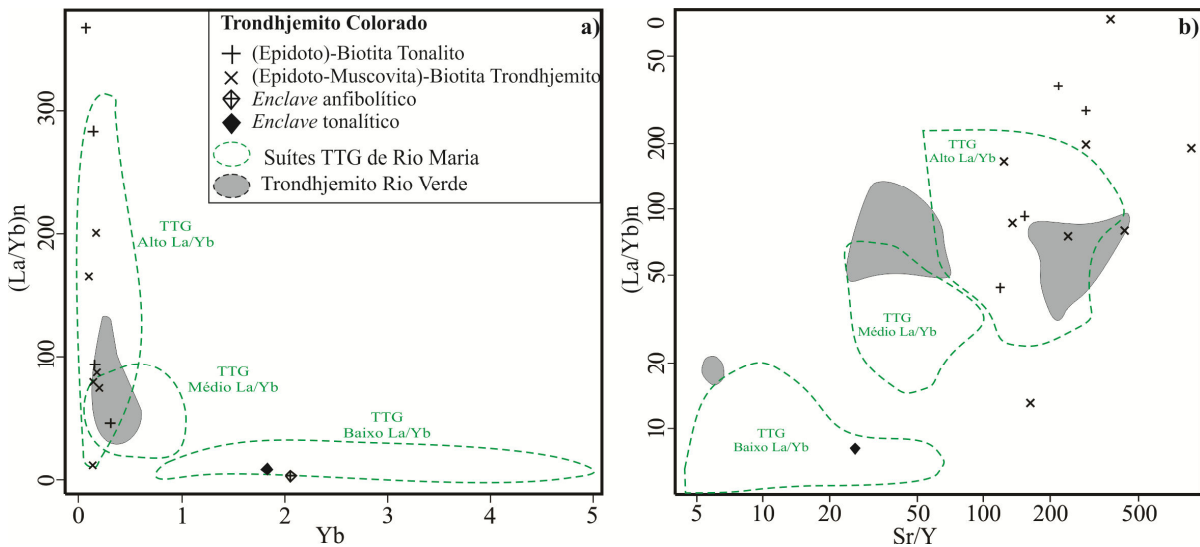 Trondhjemito Colorado
a)
(Epidoto)-Biotita Tonalito
(Epidoto-Muscovita)-Biotita Trondhjemito
Enclave anfibolítico
Enclave tonalítico
Suítes TTG de Rio Maria
Trondhjemito Rio Verde
300
200
100
0
(La/Yb)n
TTG
Alto La/Yb
TTG
Médio La/Yb
TTG
Baixo La/Yb
0
1
2
3
4
5
Yb
b)
0
50
200
100
50
20
10
(La/Yb)n
TTG
Alto La/Yb
TTG
Médio La/Yb
TTG
Baixo La/Yb
5
10
20
50
100
200
500
Sr/Y